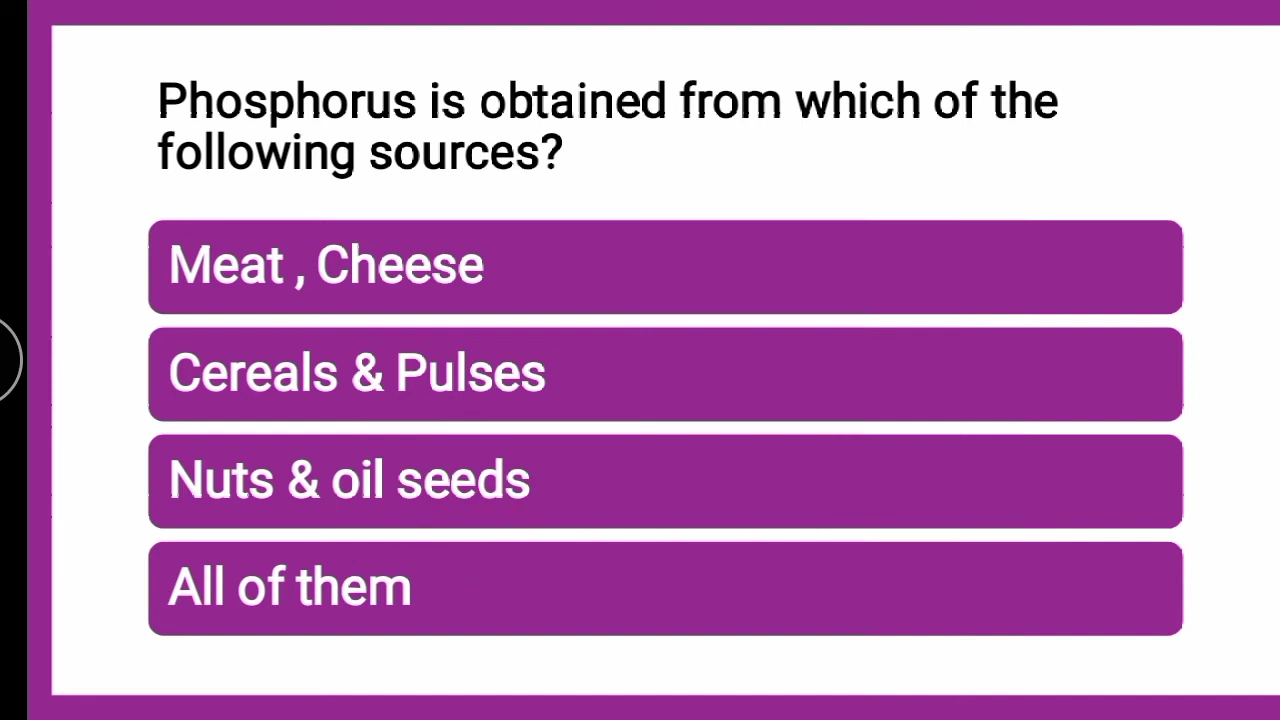 Phosphorus is obtained from which of the
following sources?
Meat , Cheese
Cereals & Pulses
Nuts & oil seeds
All of them